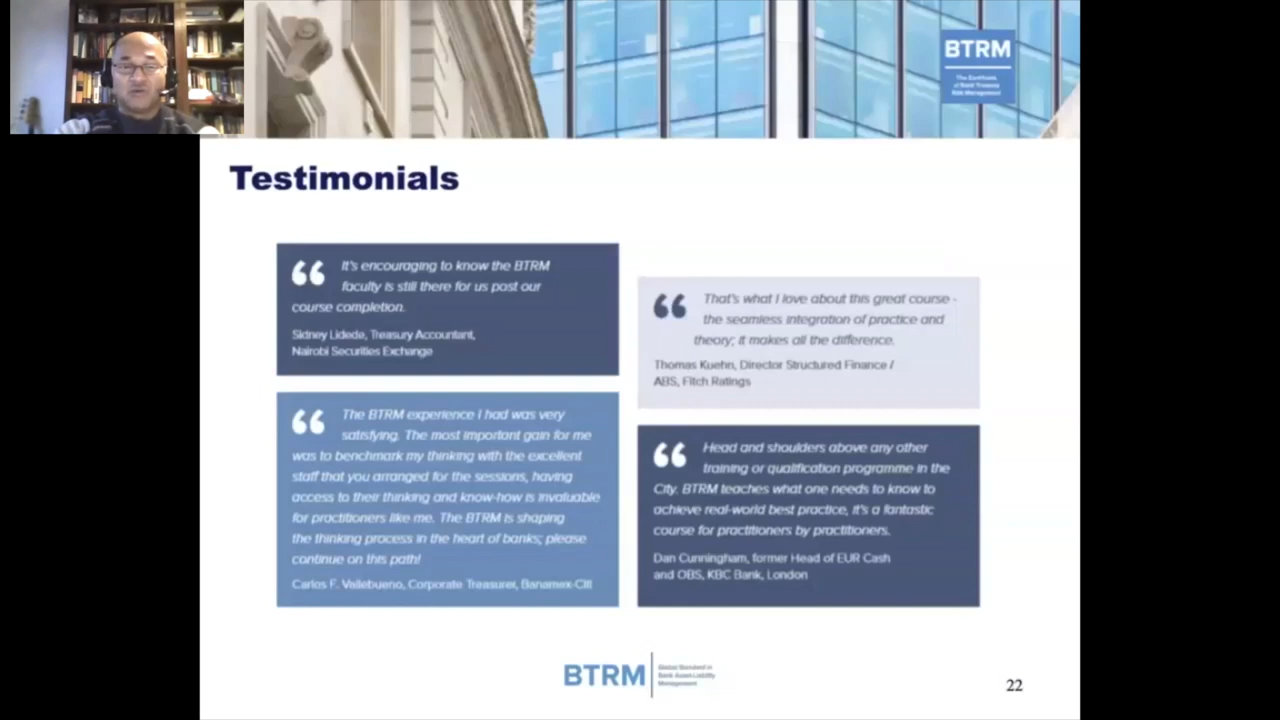 BTRM
The Certificate
of Bank Treasury
Risk Management
Testimonials
It's encouraging to know the BTRM
faculty is still there for us post our
course completion.
Sidney Lidede, Treasury Accountant,
Nairobi Securities Exchange
That's what I love about this great course -
the seamless integration of practice and
theory; it makes all the difference.
Thomas Kuehn, Director Structured Finance /
ABS, Fitch Ratings
The BTRM experience I had was very
satisfying. The most important gain for me
was to benchmark my thinking with the excellent
staff that you arranged for the sessions, having
access to their thinking and know-how is invaluable
for practitioners like me. The BTRM is shaping
the thinking process in the heart of banks; please
continue on this path!
Carlos F. Vallebueno, Corporate Treasurer, Banamex-Citi
Head and shoulders above any other
training or qualification programme in the
City. BTRM teaches what one needs to know to
achieve real-world best practice, it's a fantastic
course for practitioners by practitioners.
Dan Cunningham, former Head of EUR Cash
and OBS, KBC Bank, London
BTRM
Global Standard in
Bank Asset-Liability
Management
22